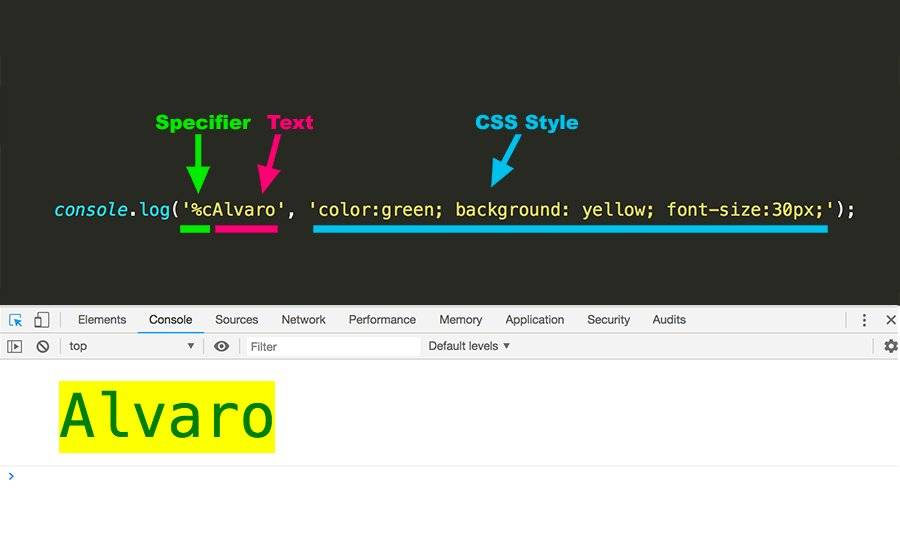 Specifier Text CSS Style
console.log('%cAlvaro', 'color:green; background: yellow; font-size:30px;');
Elements Console Sources Network Performance Memory Application Security Audits
top Filter Default levels
Alvaro